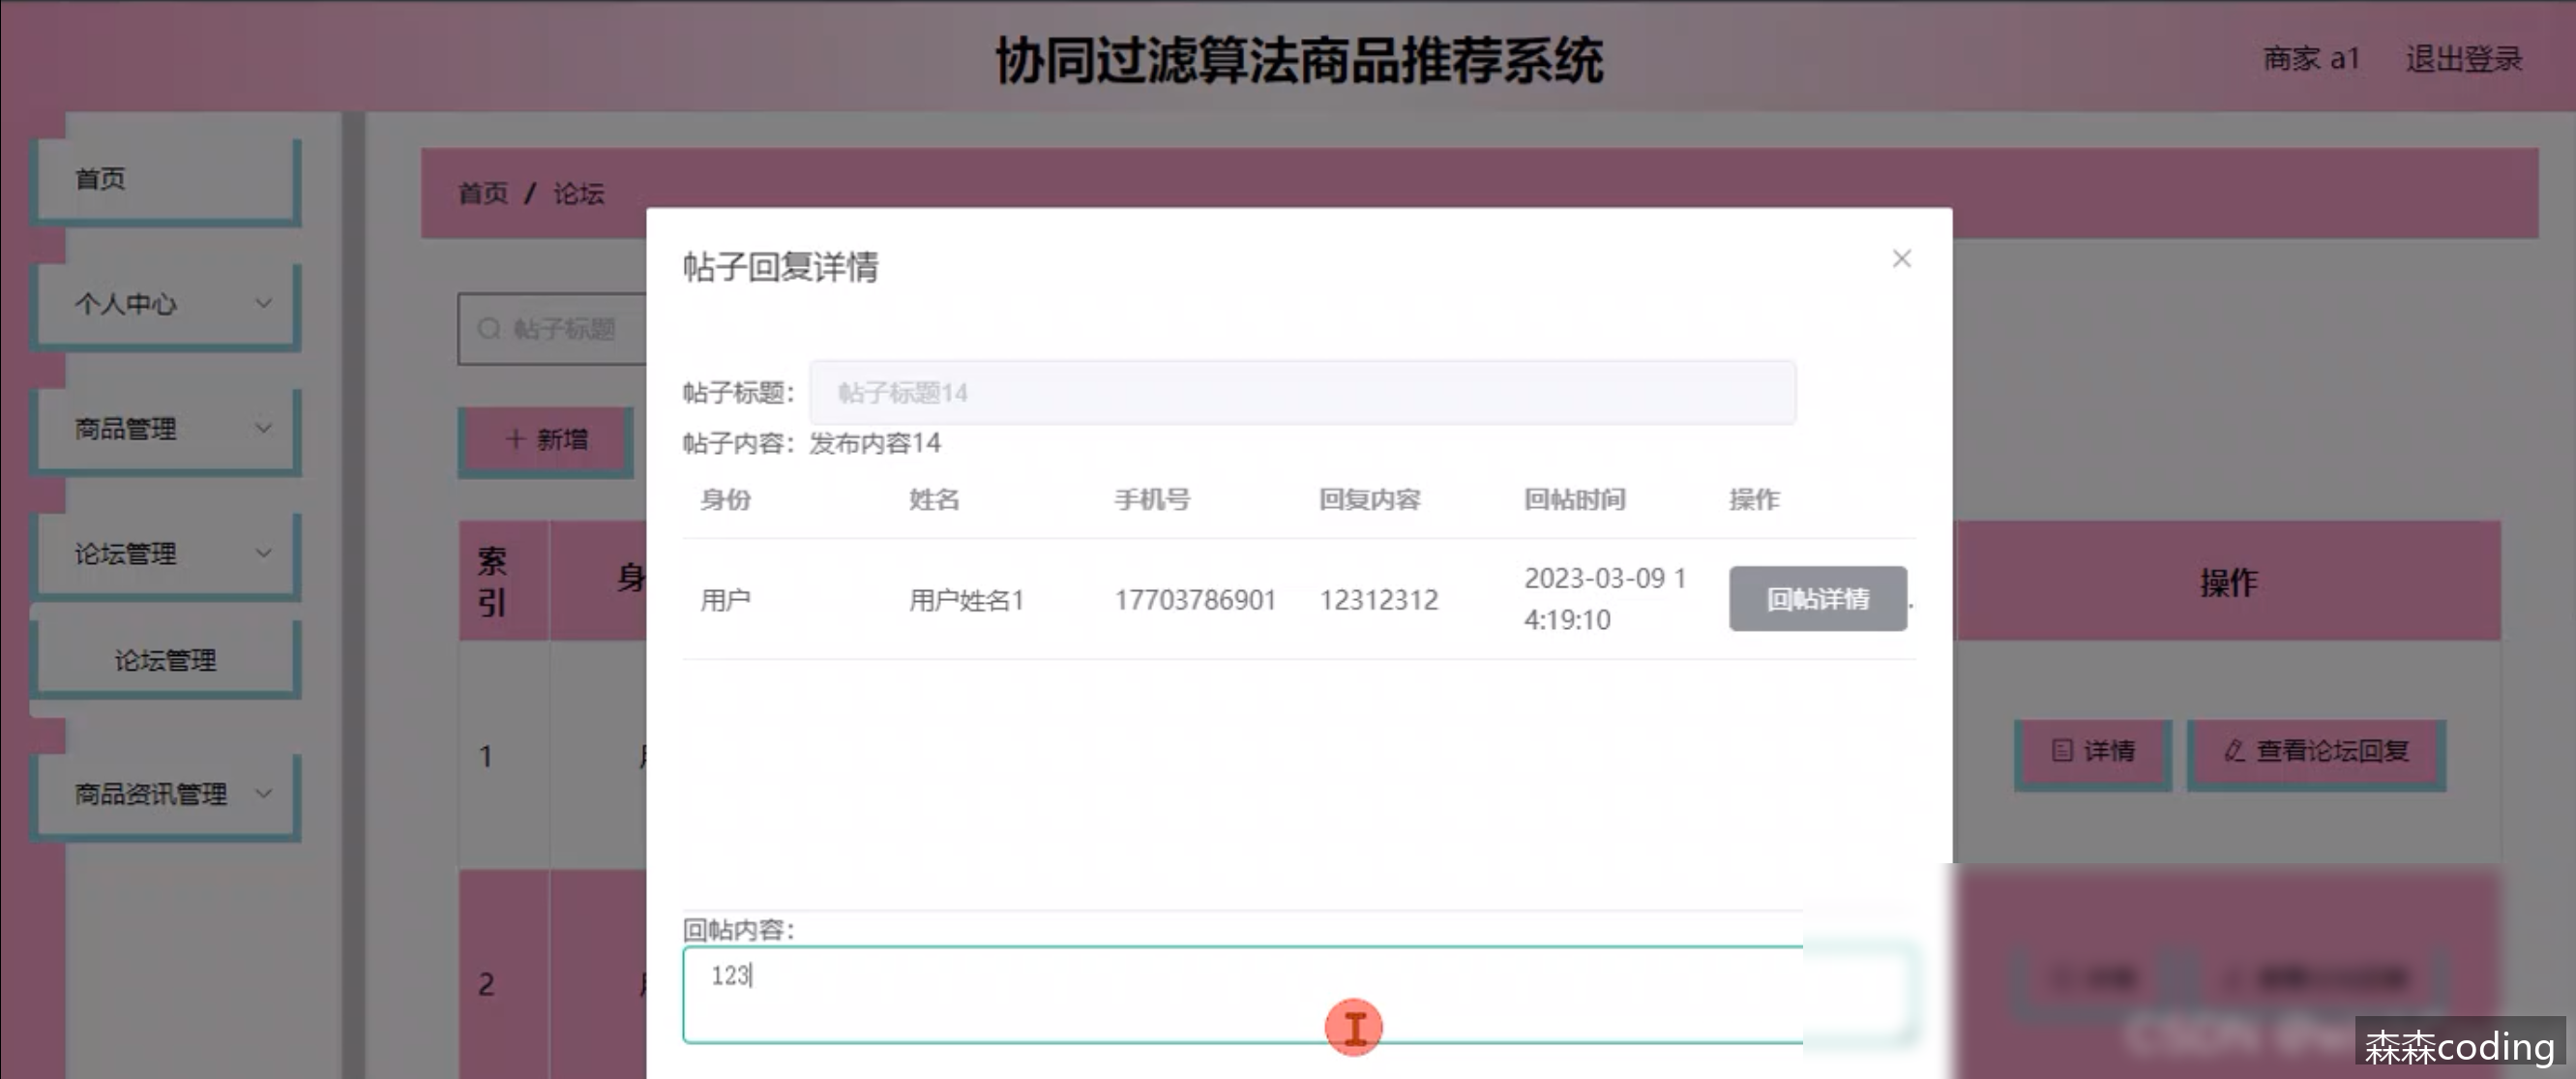 协同过滤算法商品推荐系统
商家 a1 退出登录
首页
个人中心
商品管理
论坛管理
论坛管理
商品资讯管理
首页 / 论坛
帖子标题
新增
索引
操作
1
详情 查看论坛回复
2
帖子回复详情
帖子标题： 帖子标题14
帖子内容：发布内容14
身份 姓名 手机号 回复内容 回帖时间 操作
用户 用户姓名1 17703786901 12312312 2023-03-09 1
4:19:10 回帖详情 .
回帖内容：
123
森森coding